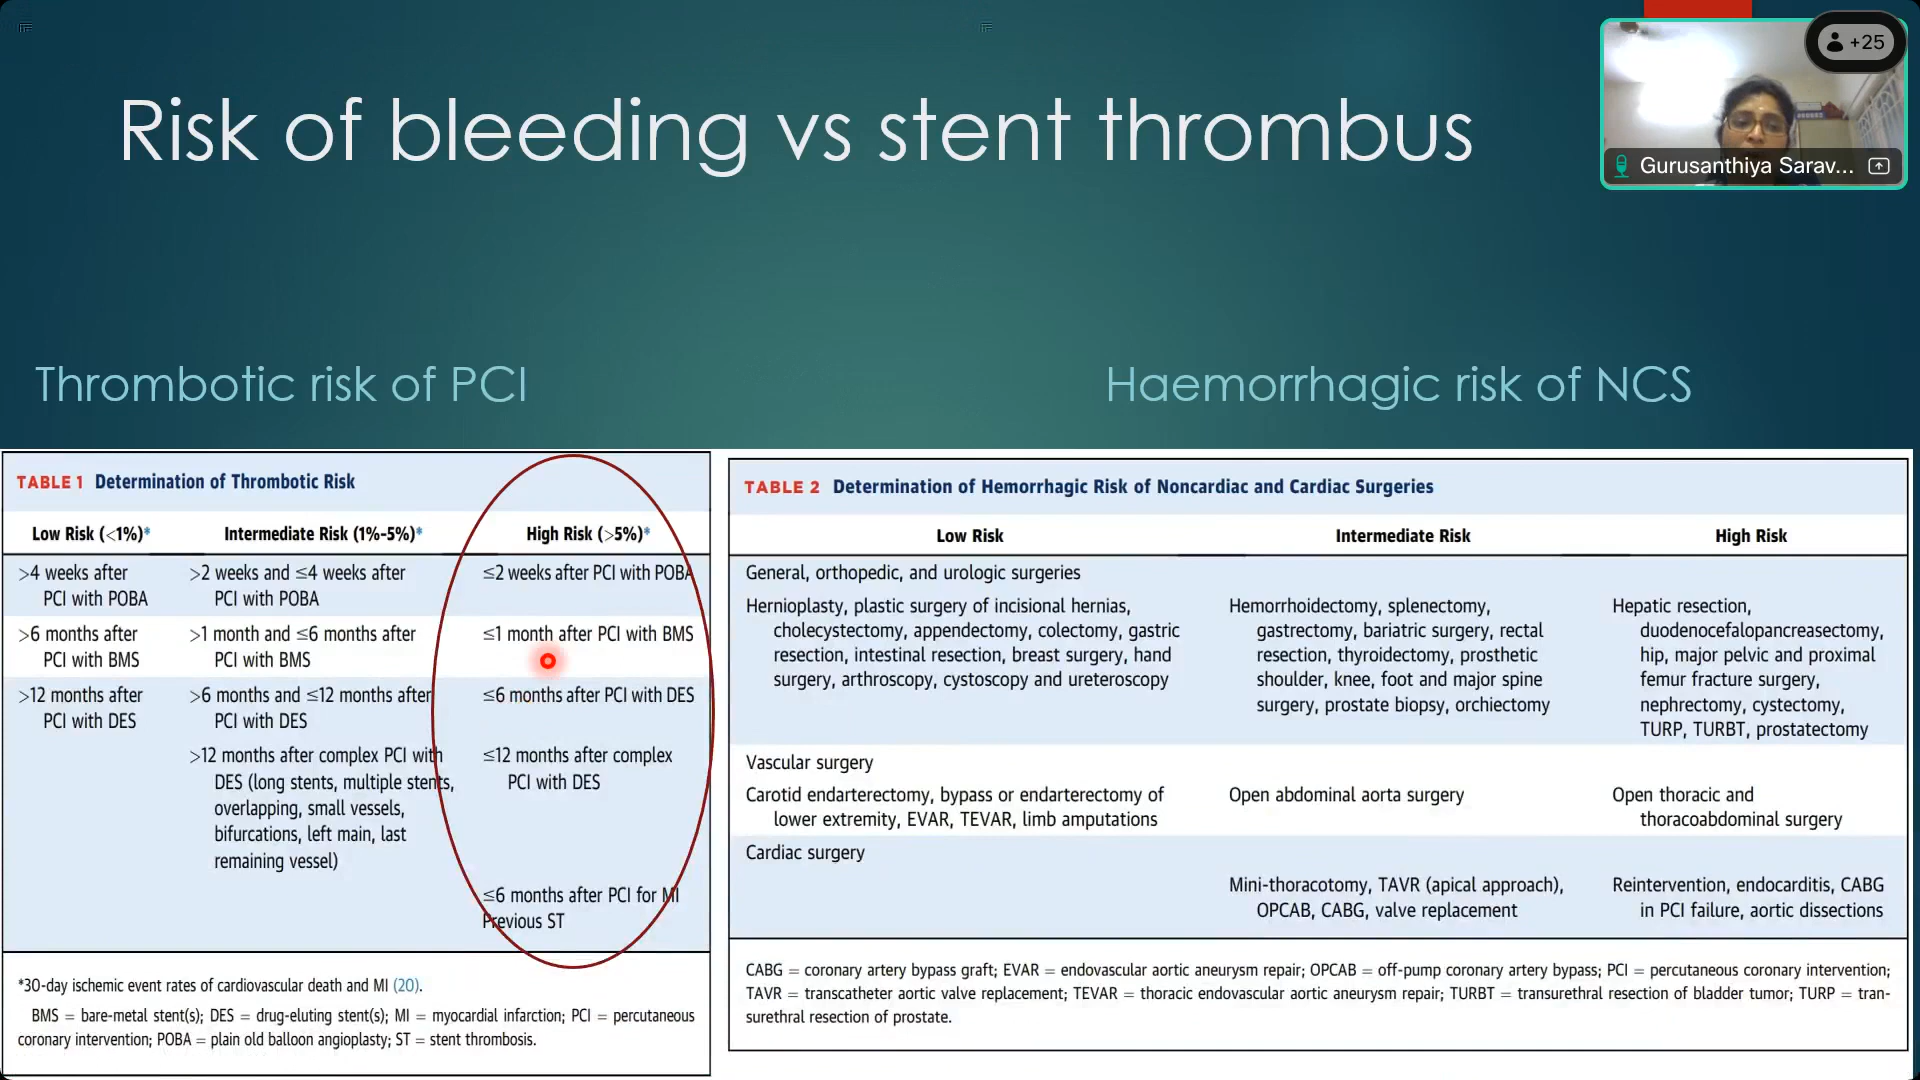 Risk of bleeding vs stent thrombus
+25
Gurusanthiya Sarav...
Thrombotic risk of PCI
Haemorrhagic risk of NCS
TABLE 1 Determination of Thrombotic Risk
Low Risk (<1%)* Intermediate Risk (1%-5%)* High Risk (>5%)*
>4 weeks after
PCI with POBA
>2 weeks and ≤4 weeks after
PCI with POBA
≤2 weeks after PCI with POBA
>6 months after
PCI with BMS
>1 month and ≤6 months after
PCI with BMS
≤1 month after PCI with BMS
>12 months after
PCI with DES
>6 months and ≤12 months after
PCI with DES
≤6 months after PCI with DES
>12 months after complex PCI with
DES (long stents, multiple stents,
overlapping, small vessels,
bifurcations, left main, last
remaining vessel)
≤12 months after complex
PCI with DES
≤6 months after PCI for MI
Previous ST
*30-day ischemic event rates of cardiovascular death and MI (20).
BMS = bare-metal stent(s); DES = drug-eluting stent(s); MI = myocardial infarction; PCI = percutaneous
coronary intervention; POBA = plain old balloon angioplasty; ST = stent thrombosis.
TABLE 2 Determination of Hemorrhagic Risk of Noncardiac and Cardiac Surgeries
Low Risk Intermediate Risk High Risk
General, orthopedic, and urologic surgeries
Hernioplasty, plastic surgery of incisional hernias,
cholecystectomy, appendectomy, colectomy, gastric
resection, intestinal resection, breast surgery, hand
surgery, arthroscopy, cystoscopy and ureteroscopy
Hemorrhoidectomy, splenectomy,
gastrectomy, bariatric surgery, rectal
resection, thyroidectomy, prosthetic
shoulder, knee, foot and major spine
surgery, prostate biopsy, orchiectomy
Hepatic resection,
duodenocefalopancreasectomy,
hip, major pelvic and proximal
femur fracture surgery,
nephrectomy, cystectomy,
TURP, TURBT, prostatectomy
Vascular surgery
Carotid endarterectomy, bypass or endarterectomy of
lower extremity, EVAR, TEVAR, limb amputations
Open abdominal aorta surgery
Open thoracic and
thoracoabdominal surgery
Cardiac surgery
Mini-thoracotomy, TAVR (apical approach),
OPCAB, CABG, valve replacement
Reintervention, endocarditis, CABG
in PCI failure, aortic dissections
CABG = coronary artery bypass graft; EVAR = endovascular aortic aneurysm repair; OPCAB = off-pump coronary artery bypass; PCI = percutaneous coronary intervention;
TAVR = transcatheter aortic valve replacement; TEVAR = thoracic endovascular aortic aneurysm repair; TURBT = transurethral resection of bladder tumor; TURP = tran-
surethral resection of prostate.